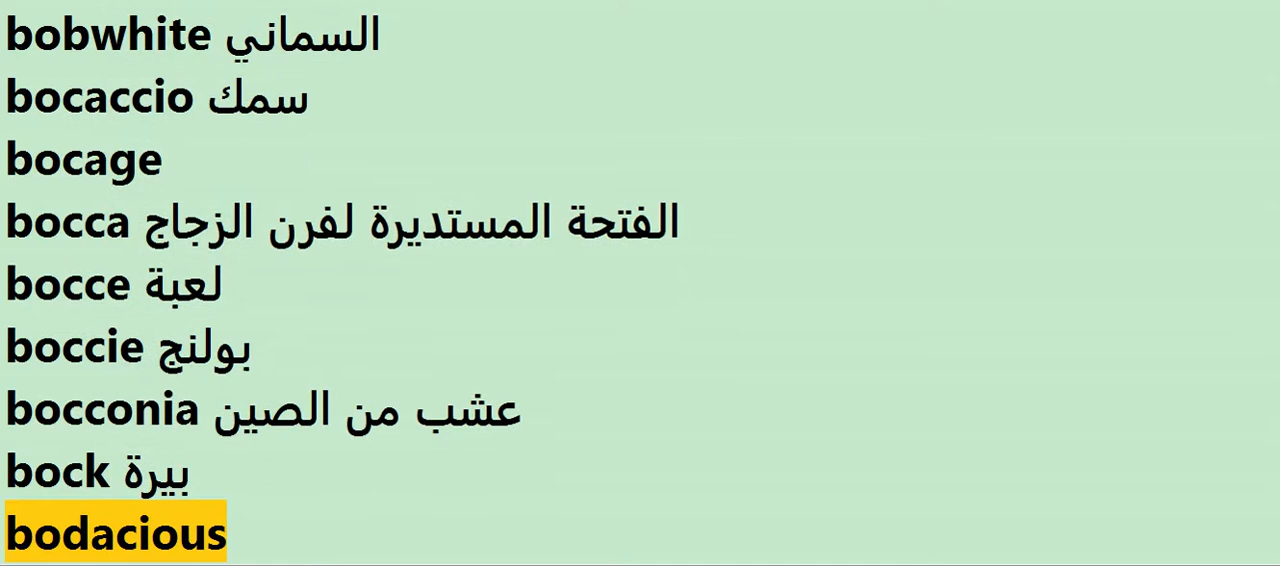 bobwhite السماني
bocaccio سمك
bocage
bocca الفتحة المستديرة لفرن الزجاج
bocce لعبة
boccie بولنج
bocconia عشب من الصين
bock بيرة
bodacious